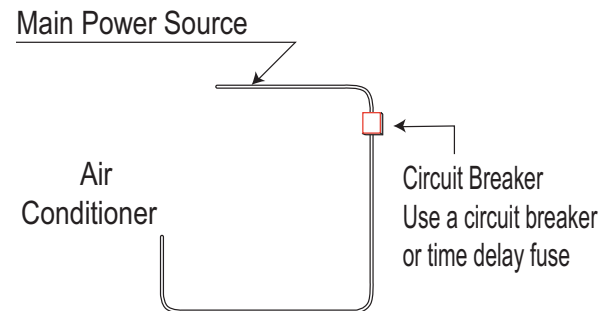 Main Power Source
Air
Conditioner
Circuit Breaker
Use a circuit breaker
or time delay fuse